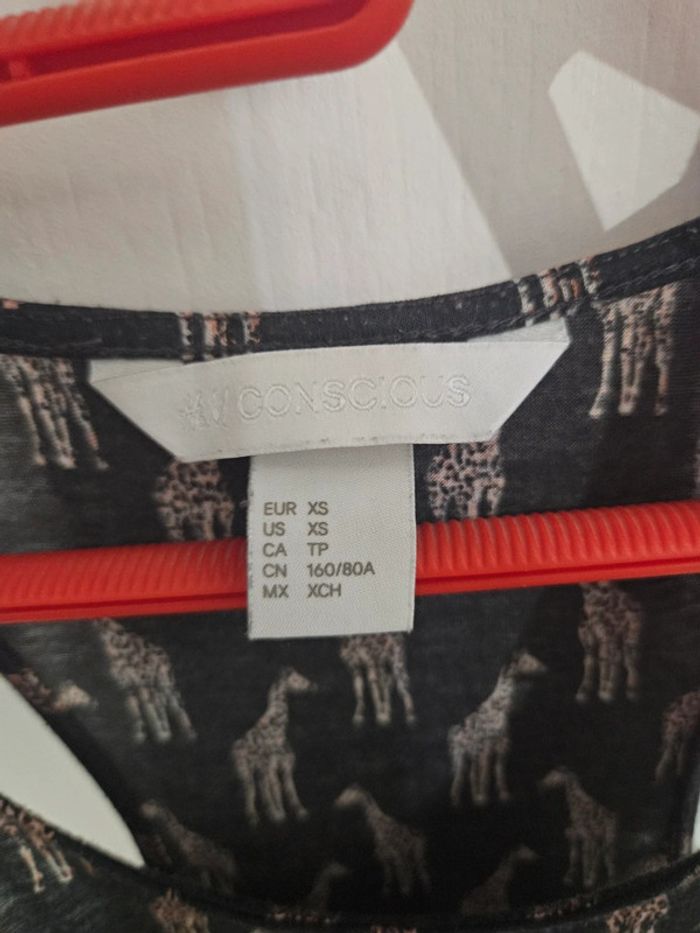 CONSCIOUS
EUR XS
US XS
CA TP
CN 160/80A
MX XCH